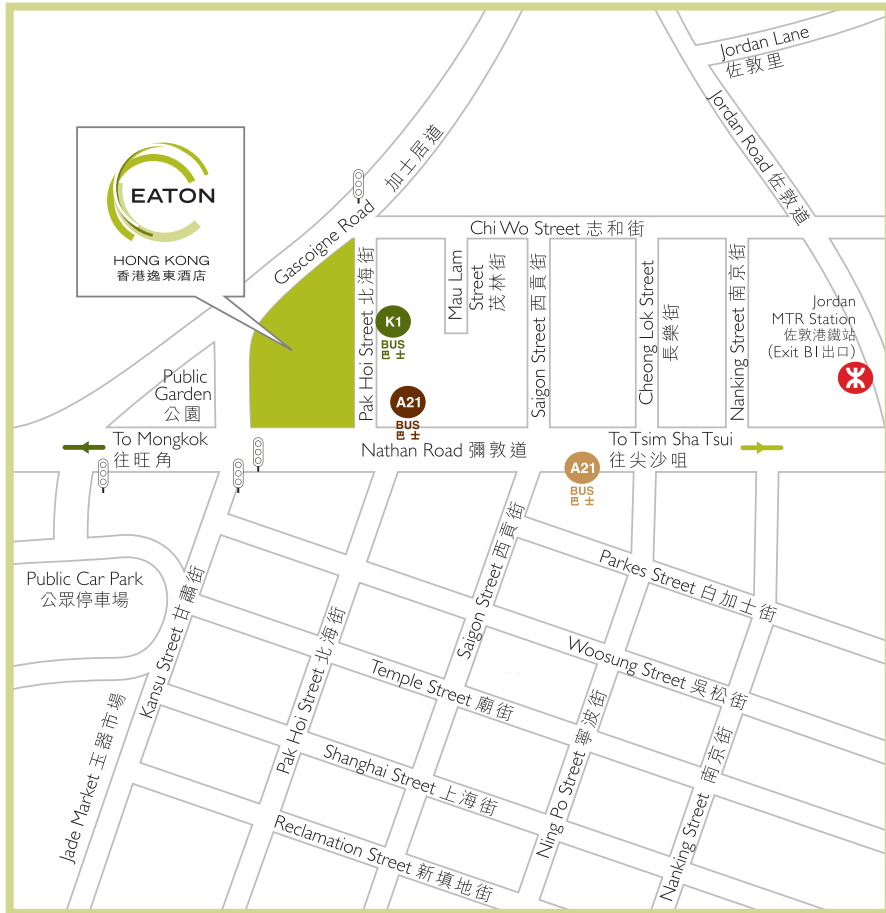 Jordan Lane
佐敦里
Jordan Road 佐敦道
EATON
HONG KONG
香港逸東酒店
Gascoigne Road 加士居道
Chi Wo Street 志和街
Pak Hoi Street 北海街
Mau Lam
Street
茂林街
Saigon Street 西貢街
Cheong Lok Street
長樂街
Nanking Street 南京街
Jordan
MTR Station
佐敦港鐵站
(Exit B1出口)
K1
BUS
巴士
A21
BUS
巴士
Public
Garden
公園
To Mongkok
往旺角
Nathan Road 彌敦道
To Tsim Sha Tsui
往尖沙咀
A21
BUS
巴士
Public Car Park
公眾停車場
Kansu Street 甘肅街
Jade Market 玉器市場
Pak Hoi Street 北海街
Saigon Street 西貢街
Parkes Street 白加士街
Woosung Street 吳松街
Temple Street 廟街
Shanghai Street 上海街
Reclamation Street 新填地街
Ning Po Street 寧波街
Nanking Street 南京街